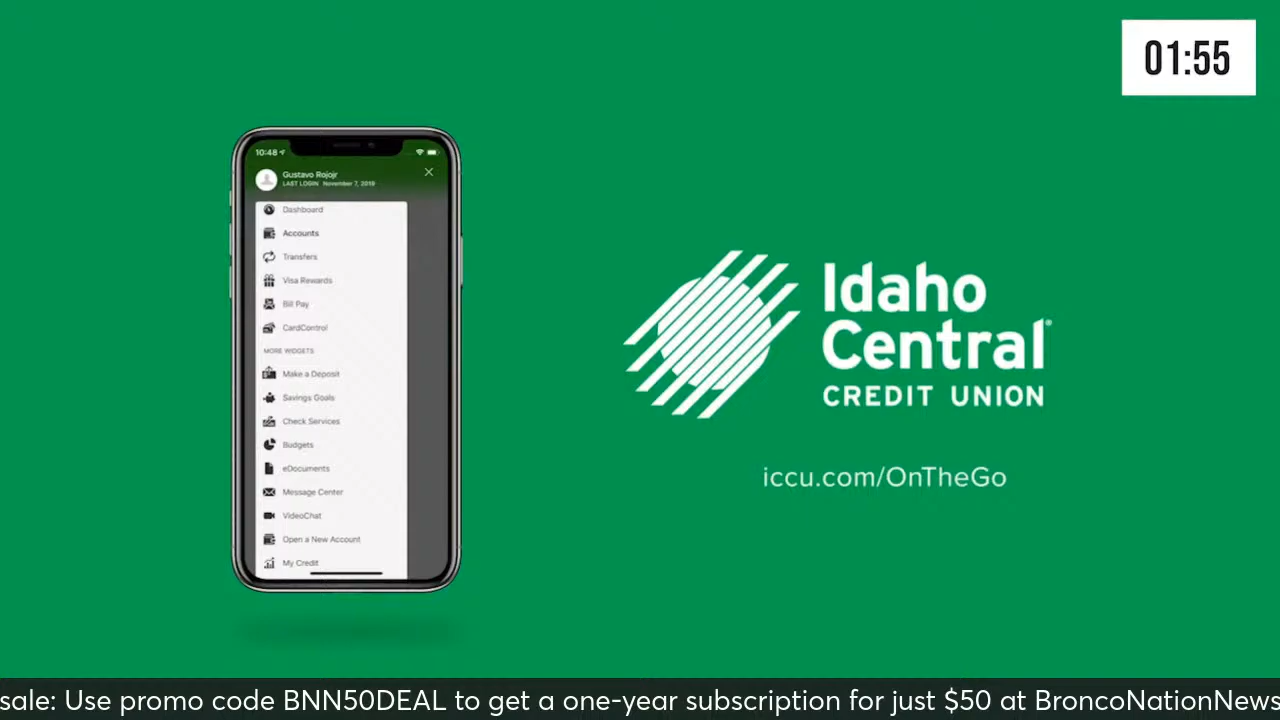 01:55
10:48
Gustavo Rojojr
LAST LOGIN November 7, 2019
Dashboard
Accounts
Transfers
Visa Rewards
Bill Pay
CardControl
MORE WIDGETS
Make a Deposit
Savings Goals
Check Services
Budgets
eDocuments
Message Center
VideoChat
Open a New Account
My Credit
Idaho
Central®
CREDIT UNION
iccu.com/OnTheGo
sale: Use promo code BNN50DEAL to get a one-year subscription for just $50 at BroncoNationNews